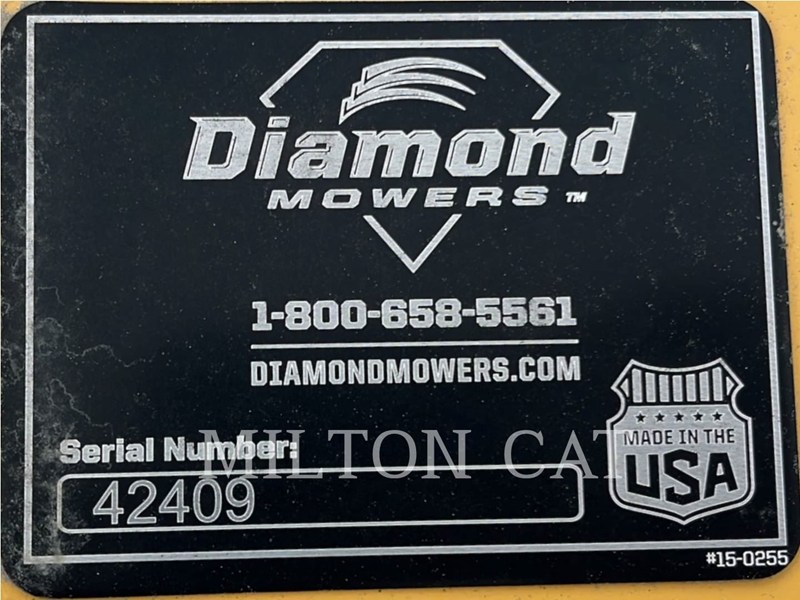 Diamond
MOWERS™
1-800-658-5561
DIAMONDMOWERS.COM
Serial Number:
MILTON CAT
42409
MADE IN THE
USA
#15-0255